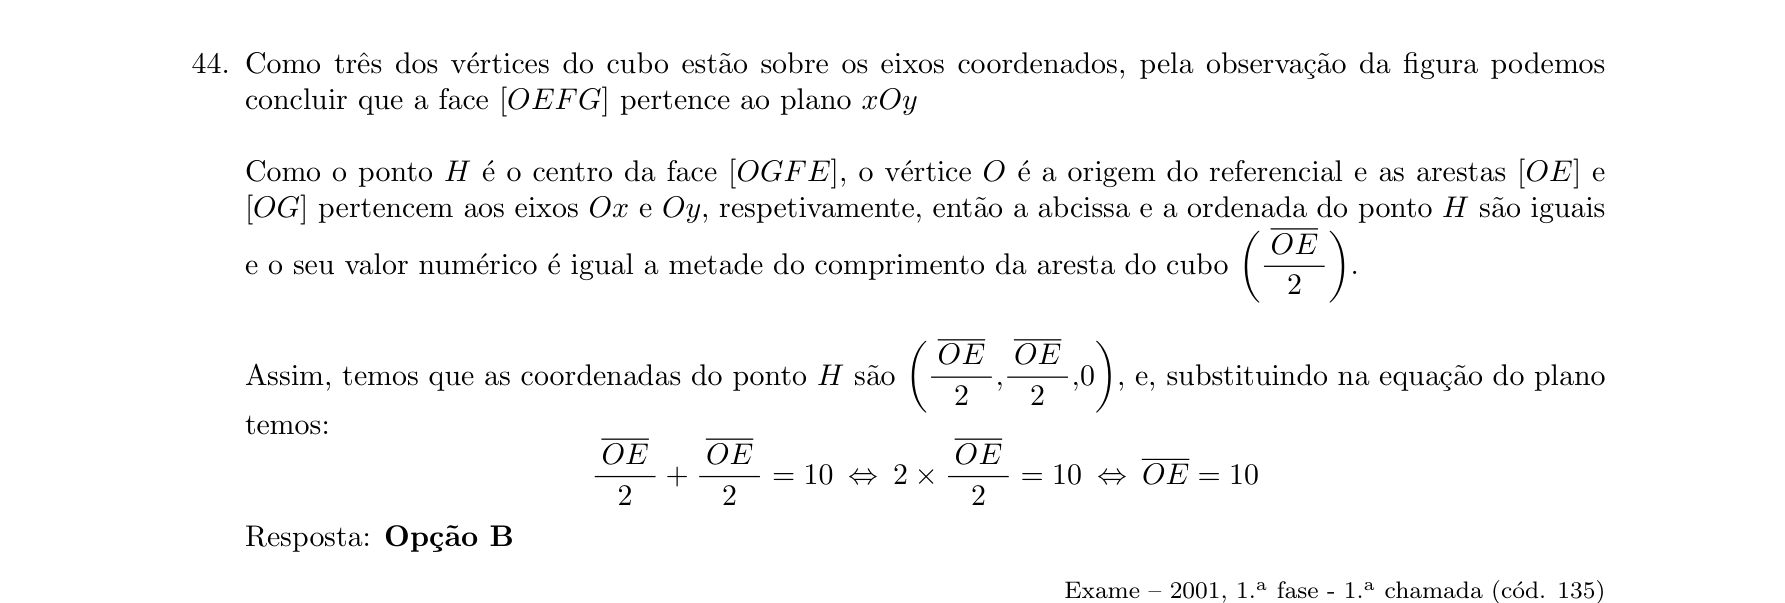 44. Como três dos vértices do cubo estão sobre os eixos coordenados, pela observação da figura podemos
concluir que a face [OEFG] pertence ao plano xOy
Como o ponto H é o centro da face [OGFE], o vértice O é a origem do referencial e as arestas [OE] e
[OG] pertencem aos eixos Ox e Oy, respetivamente, então a abcissa e a ordenada do ponto H são iguais
e o seu valor numérico é igual a metade do comprimento da aresta do cubo $\left(\dfrac{\overline{OE}}{2}\right)$.
Assim, temos que as coordenadas do ponto H são $\left(\dfrac{\overline{OE}}{2},\dfrac{\overline{OE}}{2},0\right)$, e, substituindo na equação do plano
temos:
$\dfrac{\overline{OE}}{2} + \dfrac{\overline{OE}}{2} = 10 \Leftrightarrow 2 \times \dfrac{\overline{OE}}{2} = 10 \Leftrightarrow \overline{OE} = 10$
Resposta: Opção B
Exame – 2001, 1.ª fase - 1.ª chamada (cód. 135)